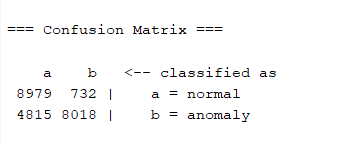 === Confusion Matrix ===
a b <-- classified as
8979 732 | a = normal
4815 8018 | b = anomaly